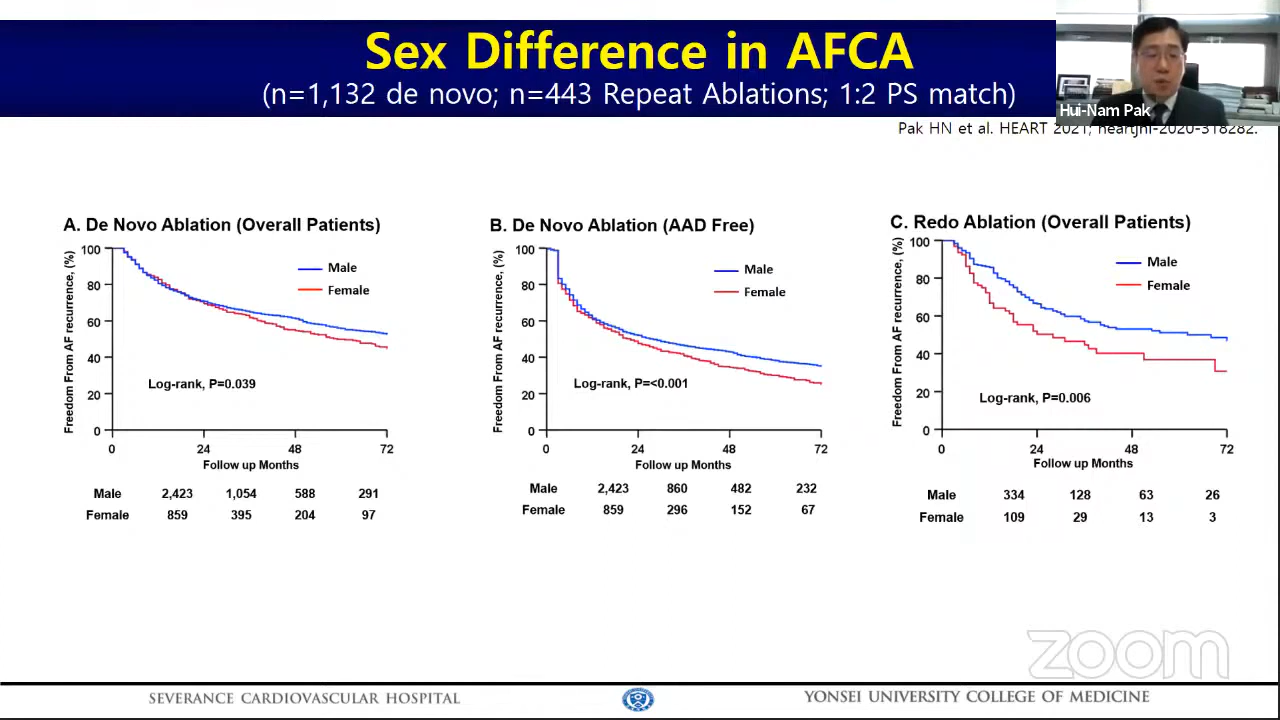 Sex Difference in AFCA
(n=1,132 de novo; n=443 Repeat Ablations; 1:2 PS match)
Hui-Nam Pak
Pak HN et al. HEART 2021; heartjnl-2020-318282.
A. De Novo Ablation (Overall Patients)
Freedom From AF recurrence, (%)
100
80
60
40
20
0
Male
Female
Log-rank, P=0.039
0 24 48 72
Follow up Months
Male 2,423 1,054 588 291
Female 859 395 204 97
B. De Novo Ablation (AAD Free)
Freedom From AF recurrence, (%)
100
80
60
40
20
0
Male
Female
Log-rank, P=<0.001
0 24 48 72
Follow up Months
Male 2,423 860 482 232
Female 859 296 152 67
C. Redo Ablation (Overall Patients)
Freedom From AF recurrence, (%)
100
80
60
40
20
0
Male
Female
Log-rank, P=0.006
0 24 48 72
Follow up Months
Male 334 128 63 26
Female 109 29 13 3
zoom
SEVERANCE CARDIOVASCULAR HOSPITAL
YONSEI UNIVERSITY COLLEGE OF MEDICINE